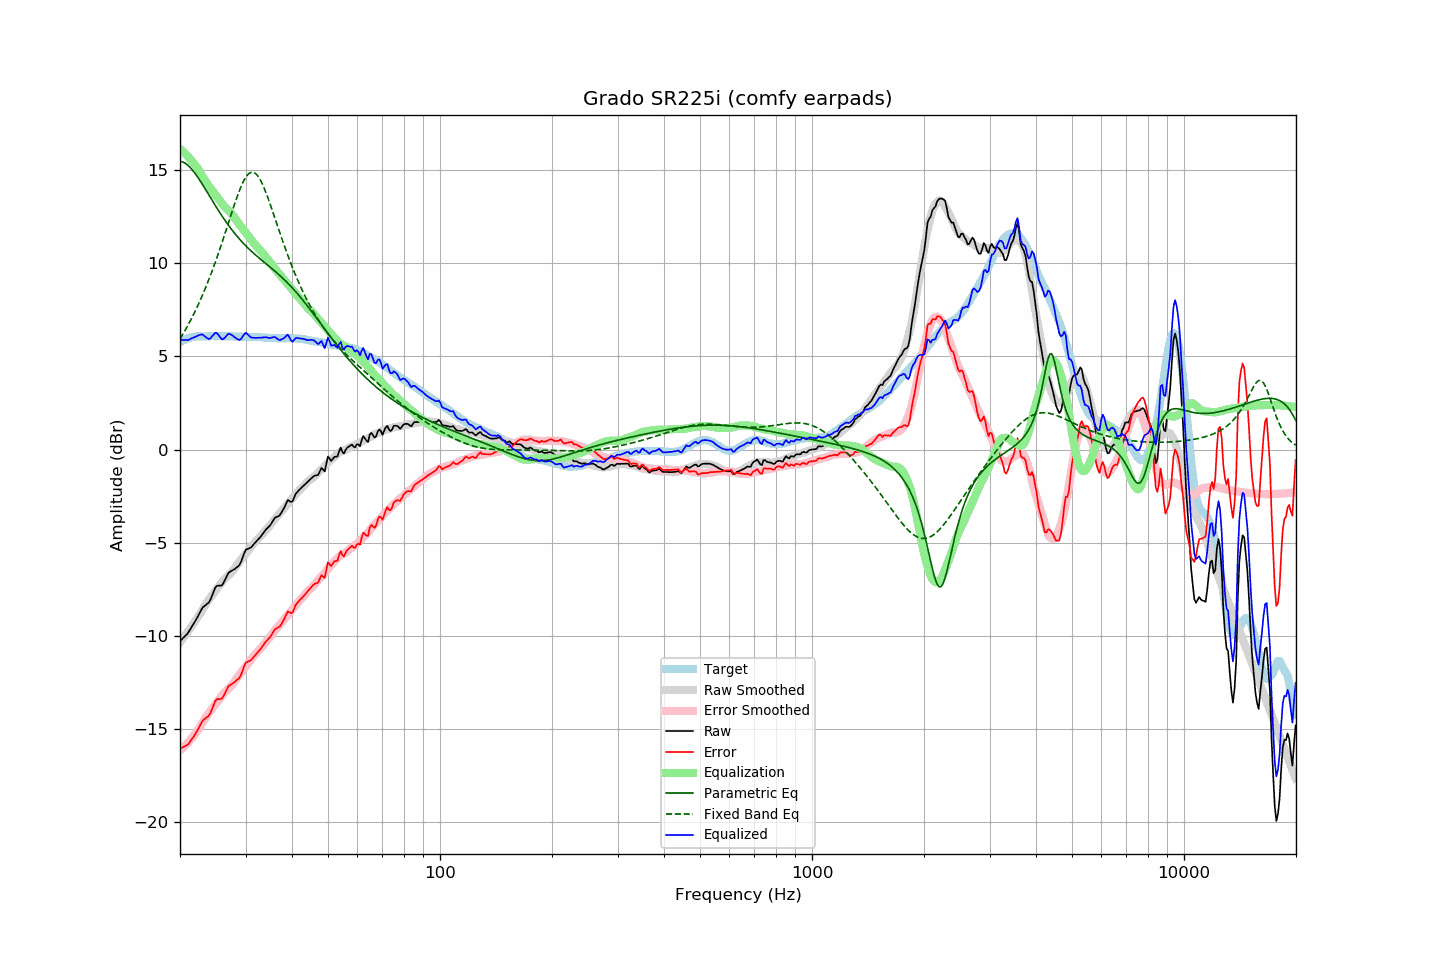 Grado SR225i (comfy earpads)
Amplitude (dBr)
15
10
5
0
−5
−10
−15
−20
Target
Raw Smoothed
Error Smoothed
Raw
Error
Equalization
Parametric Eq
Fixed Band Eq
Equalized
100
1000
10000
Frequency (Hz)